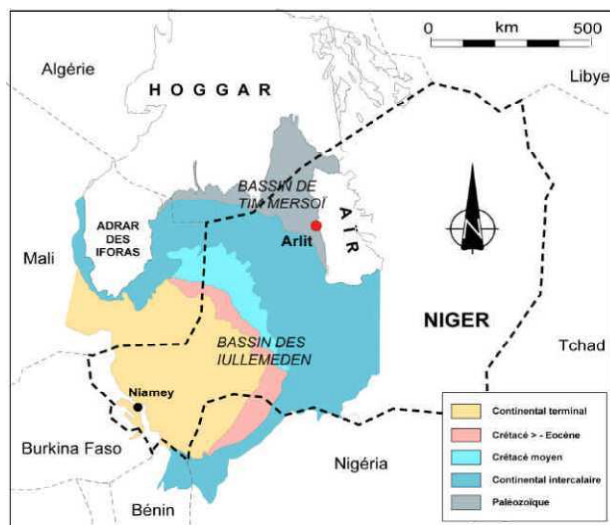 0 km 500
Algérie
Libye
HOGGAR
BASSIN DE
TIM MERSOÏ
AÏR
ADRAR
DES
IFORAS
Arlit
N
Mali
NIGER
BASSIN DES
IULLEMEDEN
Tchad
Niamey
Burkina Faso
Nigéria
Bénin
Continental terminal
Crétacé > - Eocène
Crétacé moyen
Continental intercalaire
Paléozoïque